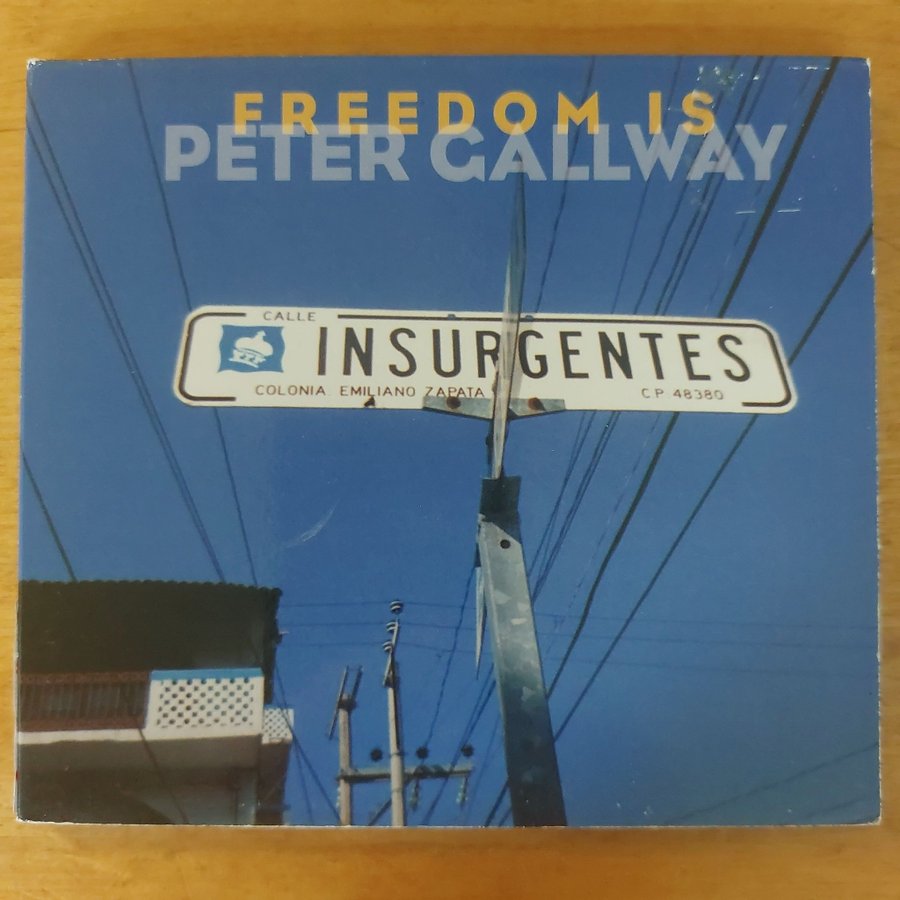 FREEDOM IS
PETER GALLWAY
CALLE
INSURGENTES
COLONIA. EMILIANO ZAPATA
C.P. 48380